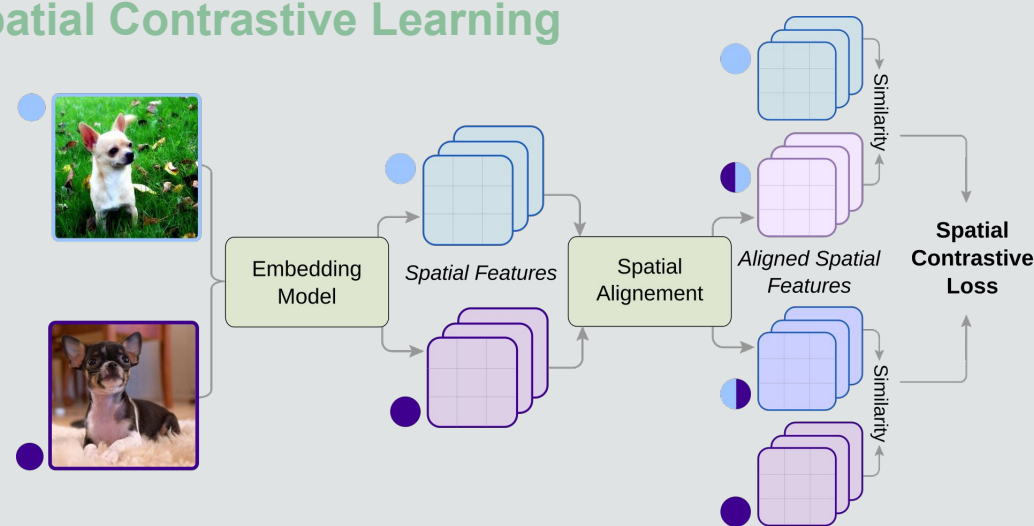 patial Contrastive Learning
Embedding
Model
Spatial Features
Spatial
Alignement
Similarity
Aligned Spatial
Features
Similarity
Spatial
Contrastive
Loss